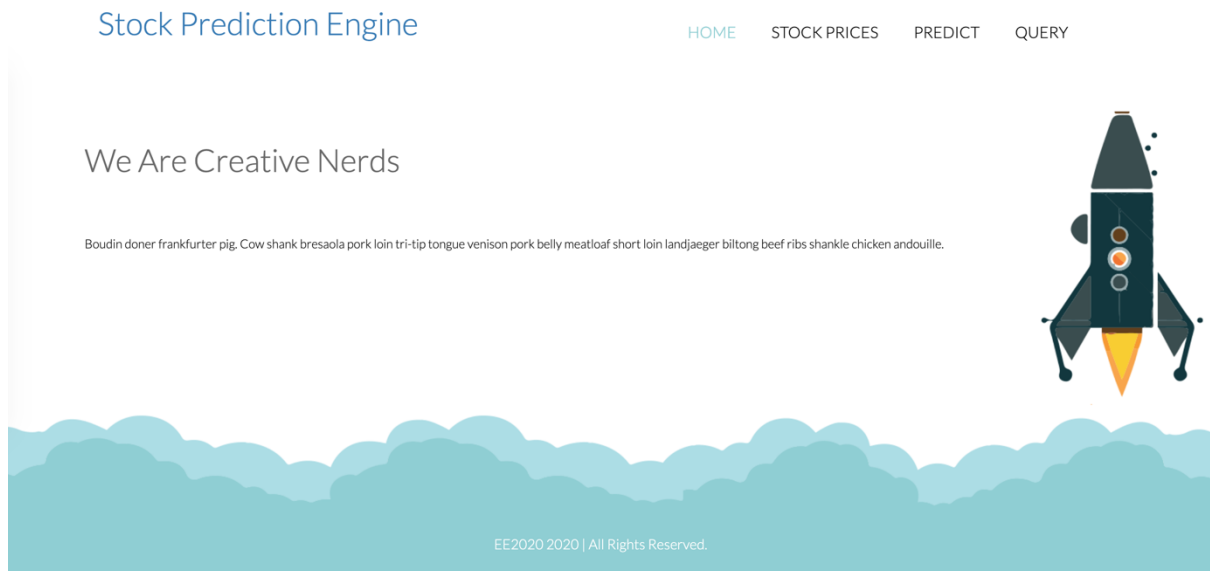 Stock Prediction Engine
HOME STOCK PRICES PREDICT QUERY
We Are Creative Nerds
Boudin doner frankfurter pig. Cow shank bresaola pork loin tri-tip tongue venison pork belly meatloaf short loin landjaeger biltong beef ribs shankle chicken andouille.
EE2020 2020 | All Rights Reserved.